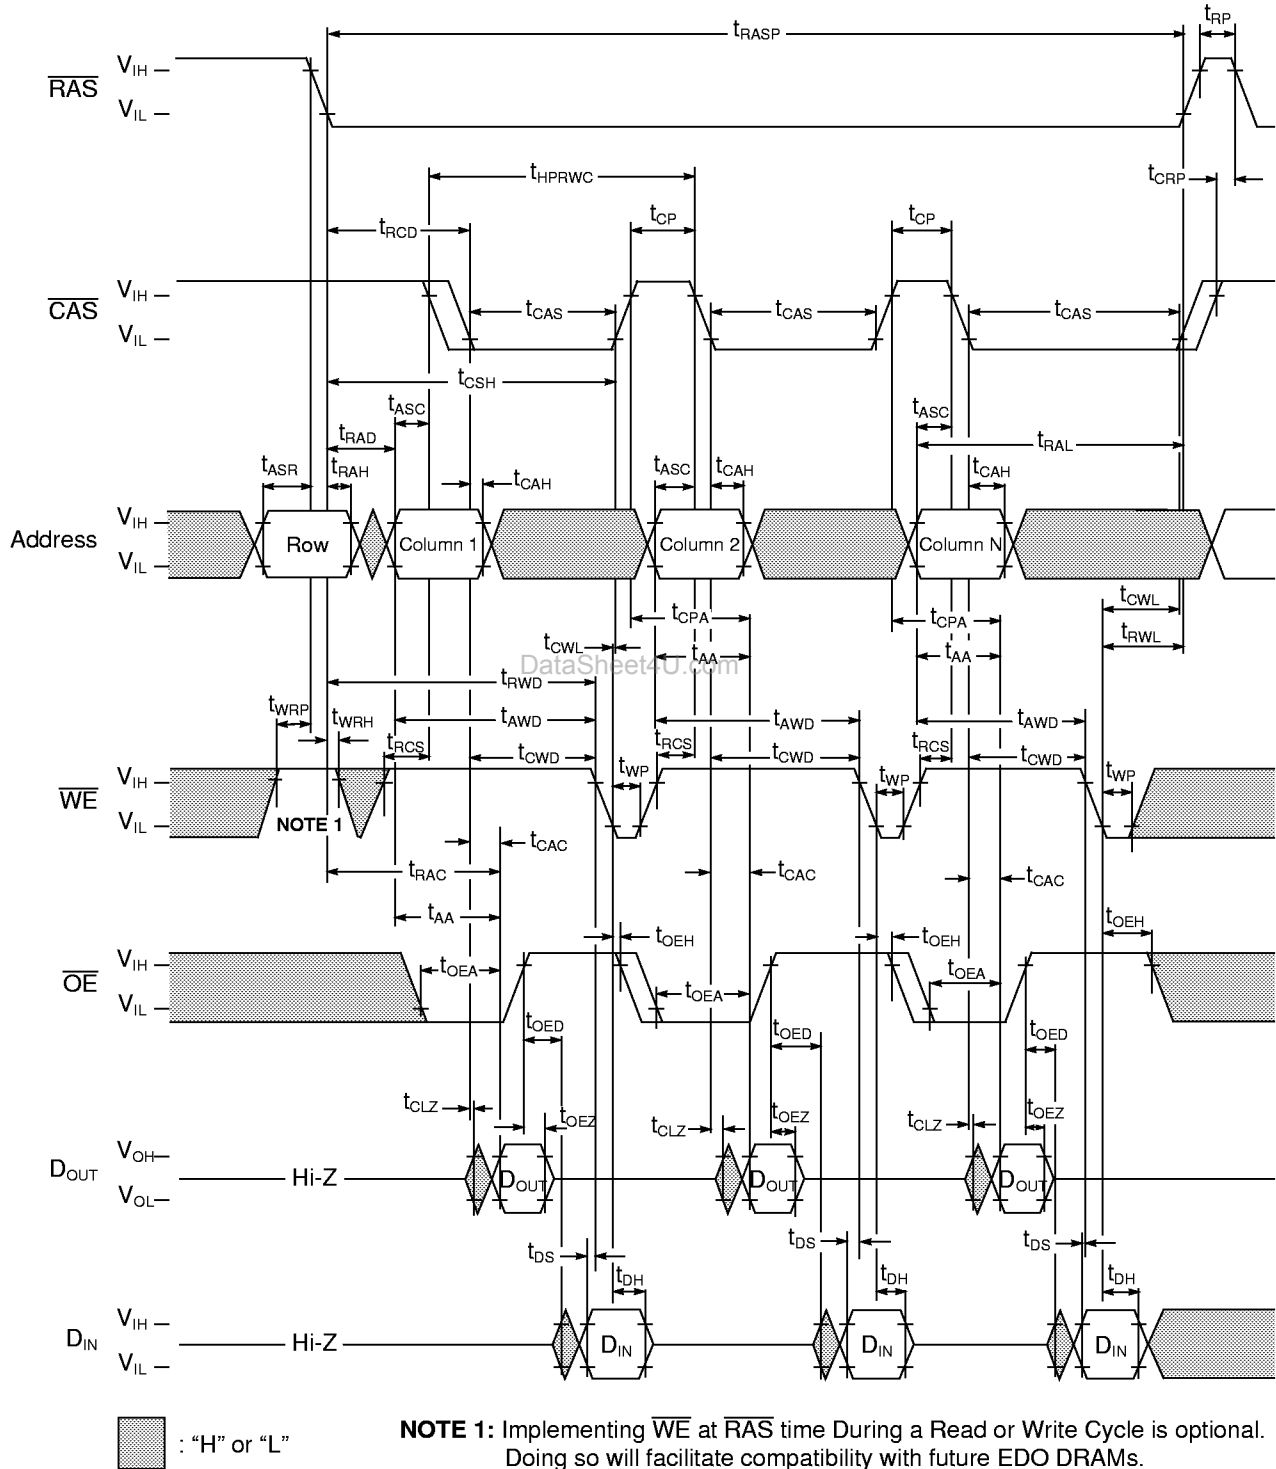 tRASP
tRP
RAS
VIH
VIL
tHPRWC
tCRP
tRCD
tCP
tCP
CAS
VIH
VIL
tCAS
tCAS
tCAS
tCSH
tASC
tASC
tRAD
tRAL
tASR
tRAH
tCAH
tASC
tCAH
tCAH
Address
VIH
VIL
Row
Column 1
Column 2
Column N
tCPA
tCPA
tCWL
tCWL
tRWL
tAA
tAA
DataSheet4U.com
tRWD
tWRP
tWRH
tAWD
tAWD
tAWD
tRCS
tCWD
tRCS
tCWD
tRCS
tCWD
WE
VIH
VIL
NOTE 1
tWP
tWP
tWP
tCAC
tRAC
tCAC
tCAC
tAA
tOEH
tOEH
tOEH
OE
VIH
VIL
tOEA
tOEA
tOEA
tOED
tOED
tOED
tCLZ
tOEZ
tCLZ
tOEZ
tCLZ
tOEZ
DOUT
VOH
VOL
Hi-Z
DOUT
DOUT
DOUT
tDS
tDS
tDS
tDH
tDH
tDH
DIN
VIH
VIL
Hi-Z
DIN
DIN
DIN
: “H” or “L”
NOTE 1: Implementing WE at RAS time During a Read or Write Cycle is optional.
Doing so will facilitate compatibility with future EDO DRAMs.